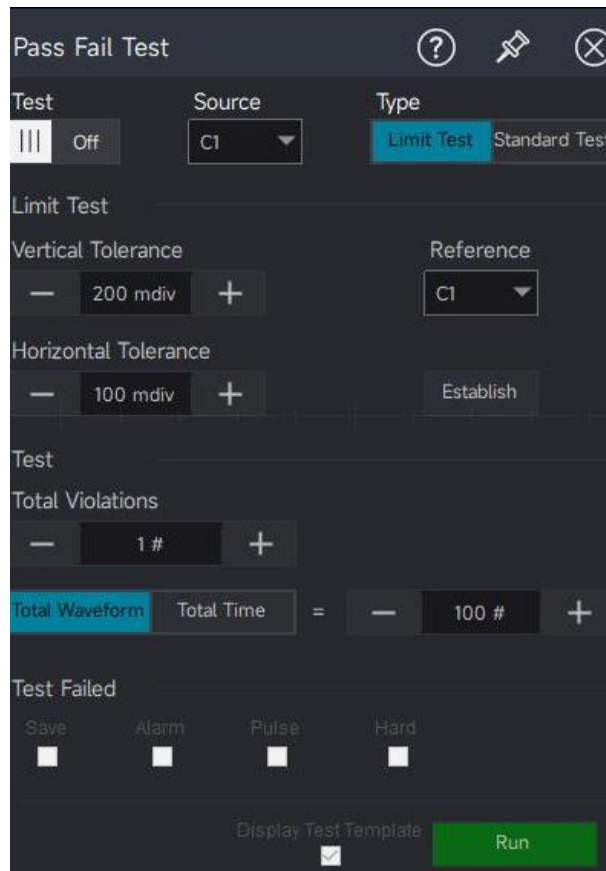 Pass Fail Test
Test Source Type
Off C1 Limit Test Standard Tes
Limit Test
Vertical Tolerance Reference
200 mdiv C1
Horizontal Tolerance
100 mdiv Establish
Test
Total Violations
1 #
Total Waveform Total Time = 100 #
Test Failed
Save Alarm Pulse Hard
Display Test Template Run